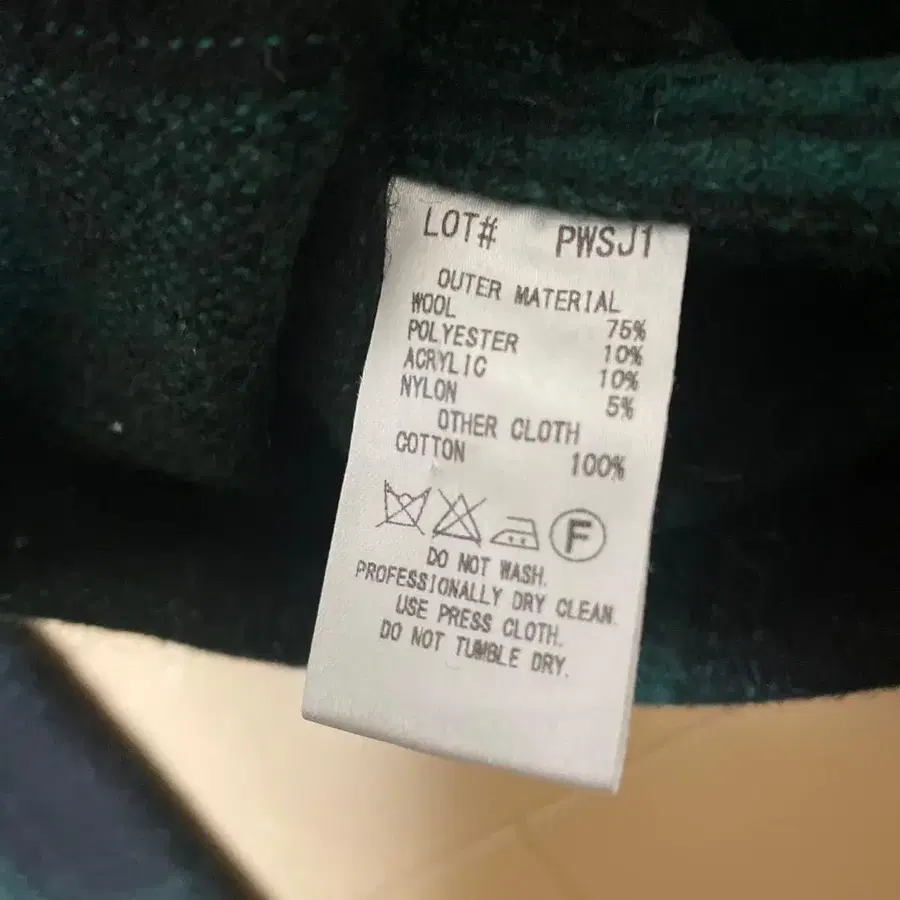 LOT# PWSJ1
OUTER MATERIAL
WOOL 75%
POLYESTER 10%
ACRYLIC 10%
NYLON 5%
OTHER CLOTH
COTTON 100%
F
DO NOT WASH.
PROFESSIONALLY DRY CLEAN.
USE PRESS CLOTH.
DO NOT TUMBLE DRY.